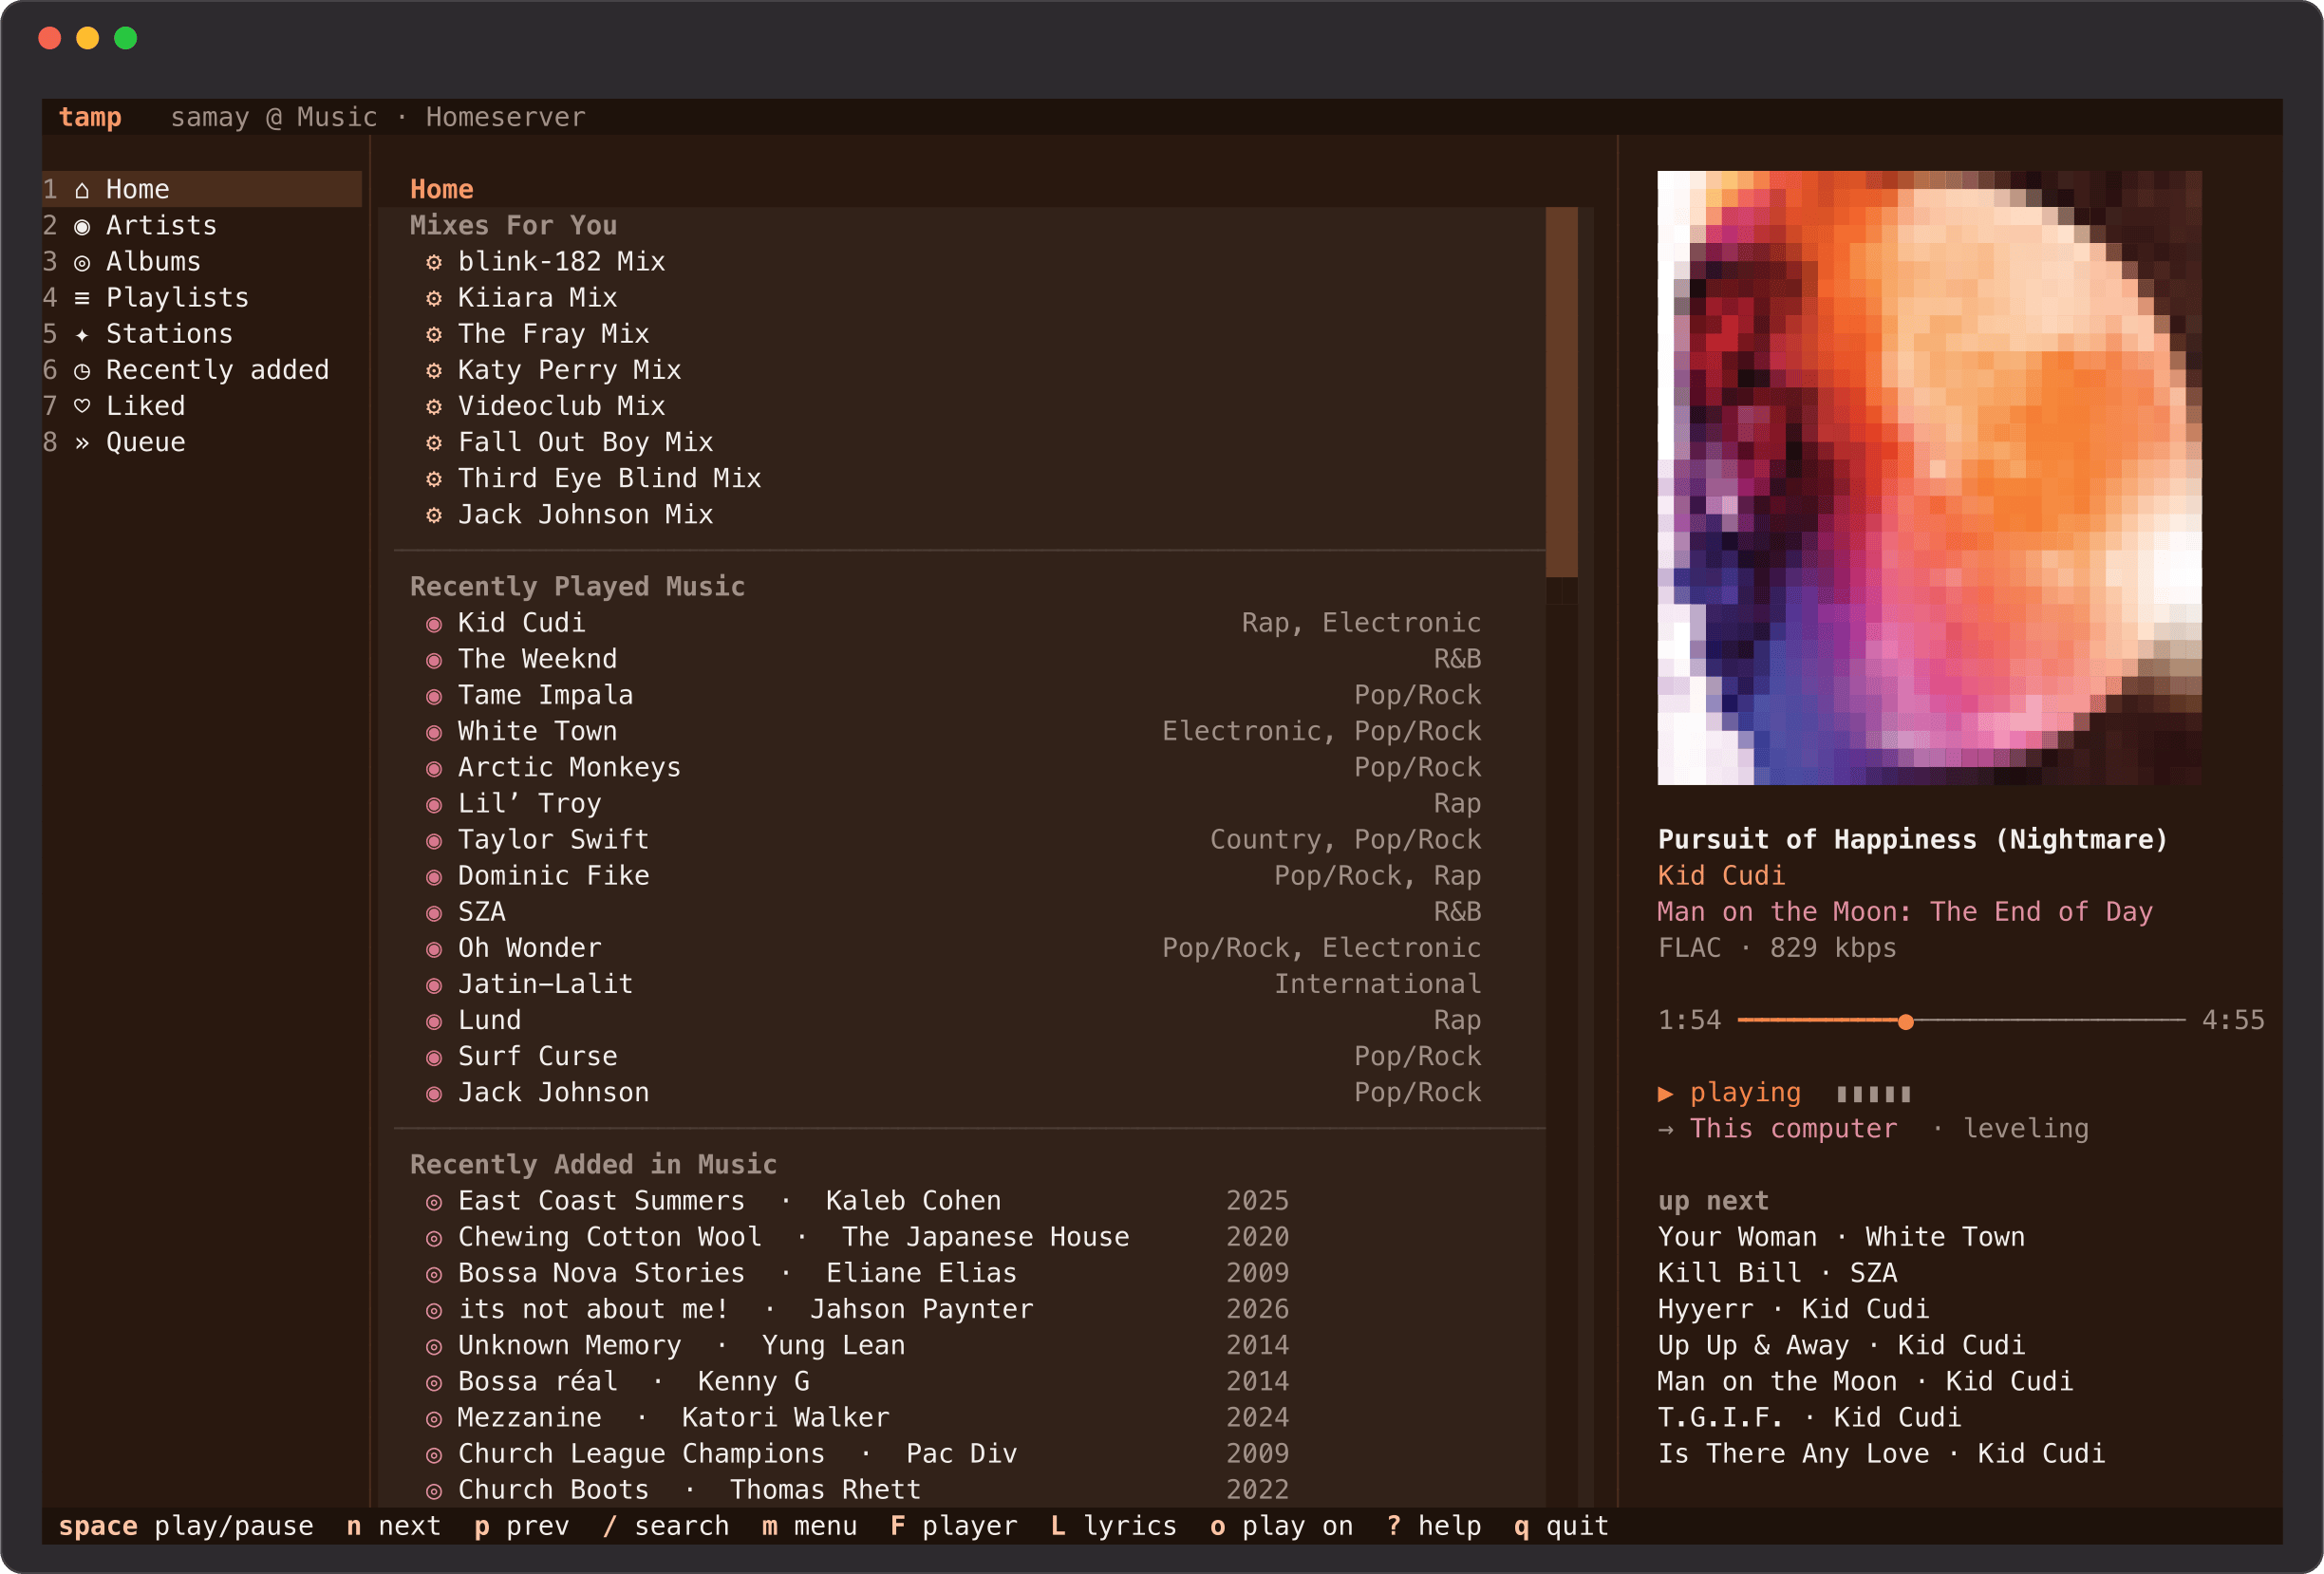 tamp samay @ Music · Homeserver
1 ⌂ Home
2 ◉ Artists
3 ◎ Albums
4 ≡ Playlists
5 ✦ Stations
6 ◷ Recently added
7 ♡ Liked
8 » Queue
Home
Mixes For You
⚙ blink-182 Mix
⚙ Kiiara Mix
⚙ The Fray Mix
⚙ Katy Perry Mix
⚙ Videoclub Mix
⚙ Fall Out Boy Mix
⚙ Third Eye Blind Mix
⚙ Jack Johnson Mix
Recently Played Music
◉ Kid Cudi Rap, Electronic
◉ The Weeknd R&B
◉ Tame Impala Pop/Rock
◉ White Town Electronic, Pop/Rock
◉ Arctic Monkeys Pop/Rock
◉ Lil’ Troy Rap
◉ Taylor Swift Country, Pop/Rock
◉ Dominic Fike Pop/Rock, Rap
◉ SZA R&B
◉ Oh Wonder Pop/Rock, Electronic
◉ Jatin–Lalit International
◉ Lund Rap
◉ Surf Curse Pop/Rock
◉ Jack Johnson Pop/Rock
Recently Added in Music
◎ East Coast Summers · Kaleb Cohen 2025
◎ Chewing Cotton Wool · The Japanese House 2020
◎ Bossa Nova Stories · Eliane Elias 2009
◎ its not about me! · Jahson Paynter 2026
◎ Unknown Memory · Yung Lean 2014
◎ Bossa réal · Kenny G 2014
◎ Mezzanine · Katori Walker 2024
◎ Church League Champions · Pac Div 2009
◎ Church Boots · Thomas Rhett 2022
Pursuit of Happiness (Nightmare)
Kid Cudi
Man on the Moon: The End of Day
FLAC · 829 kbps
1:54 4:55
▶ playing ▮▮▮▮▮
→ This computer · leveling
up next
Your Woman · White Town
Kill Bill · SZA
Hyyerr · Kid Cudi
Up Up & Away · Kid Cudi
Man on the Moon · Kid Cudi
T.G.I.F. · Kid Cudi
Is There Any Love · Kid Cudi
space play/pause n next p prev / search m menu F player L lyrics o play on ? help q quit